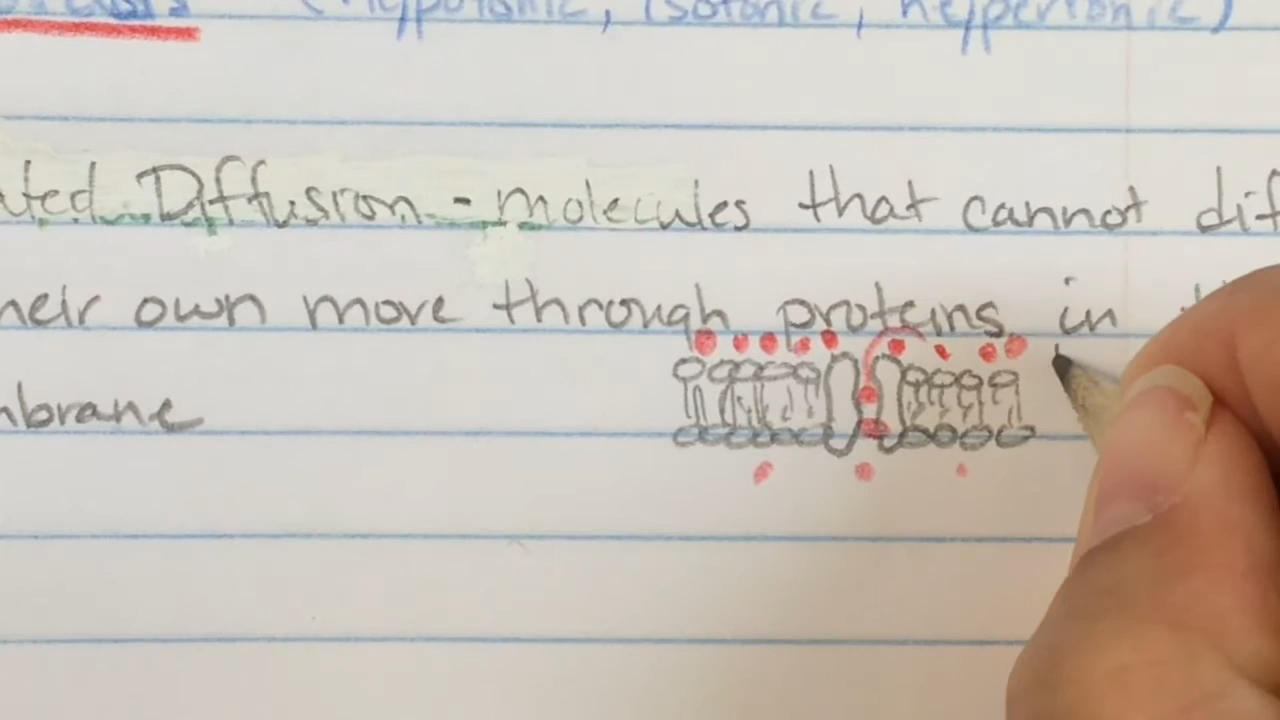 (hypotonic, isotonic, hypertonic)
ated Diffusion - molecules that cannot dif
heir own move through proteins in
mbrane